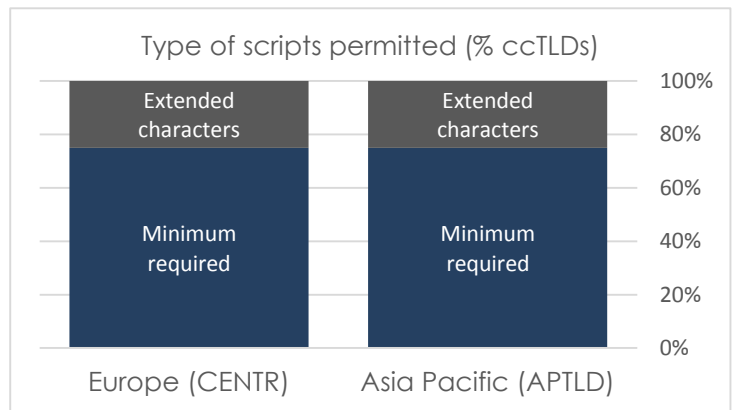 Type of scripts permitted (% ccTLDs)
Extended
characters
Extended
characters
Minimum
required
Minimum
required
100%
80%
60%
40%
20%
0%
Europe (CENTR)
Asia Pacific (APTLD)